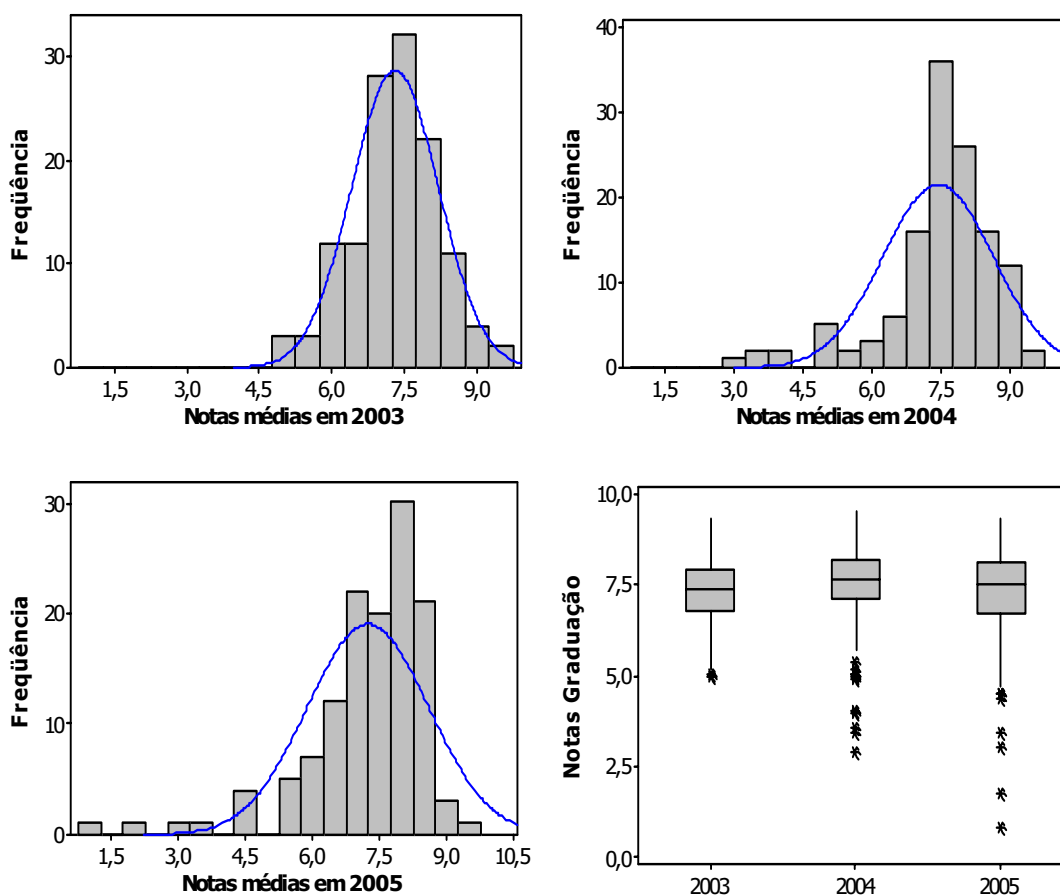 30
20
10
0
Freqüência
1,5 3,0 4,5 6,0 7,5 9,0
Notas médias em 2003
40
30
20
10
0
Freqüência
3,0 4,5 6,0 7,5 9,0
Notas médias em 2004
30
20
10
0
Freqüência
1,5 3,0 4,5 6,0 7,5 9,0 10,5
Notas médias em 2005
10,0
7,5
5,0
2,5
0,0
Notas Graduação
2003 2004 2005